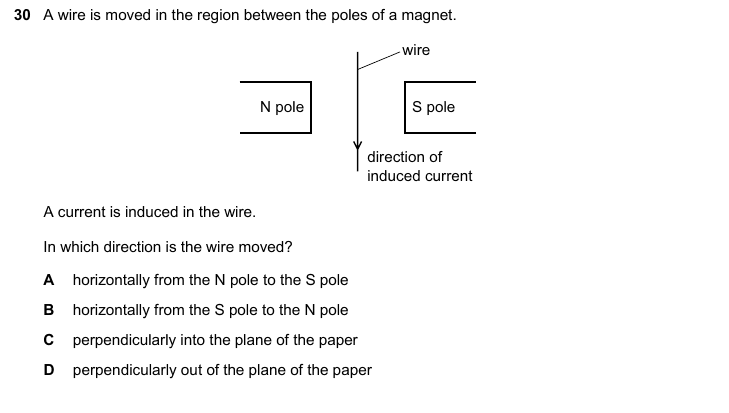 30 A wire is moved in the region between the poles of a magnet.
wire
N pole
S pole
direction of
induced current
A current is induced in the wire.
In which direction is the wire moved?
A horizontally from the N pole to the S pole
B horizontally from the S pole to the N pole
C perpendicularly into the plane of the paper
D perpendicularly out of the plane of the paper